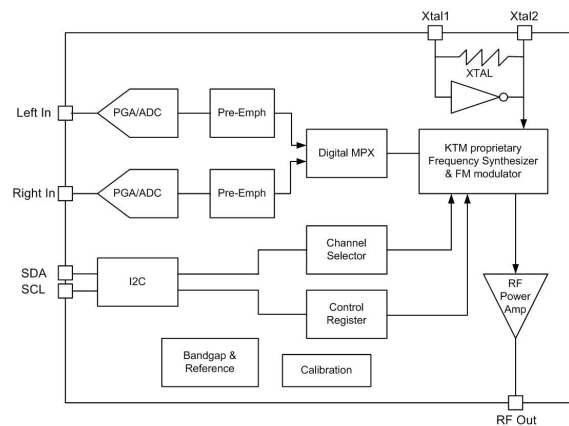 Xtal1
Xtal2
XTAL
Left In
PGA/ADC
Pre-Emph
Digital MPX
KTM proprietary
Frequency Synthesizer
& FM modulator
Right In
PGA/ADC
Pre-Emph
Channel
Selector
SDA
SCL
I2C
RF
Power
Amp
Control
Register
Bandgap &
Reference
Calibration
RF Out